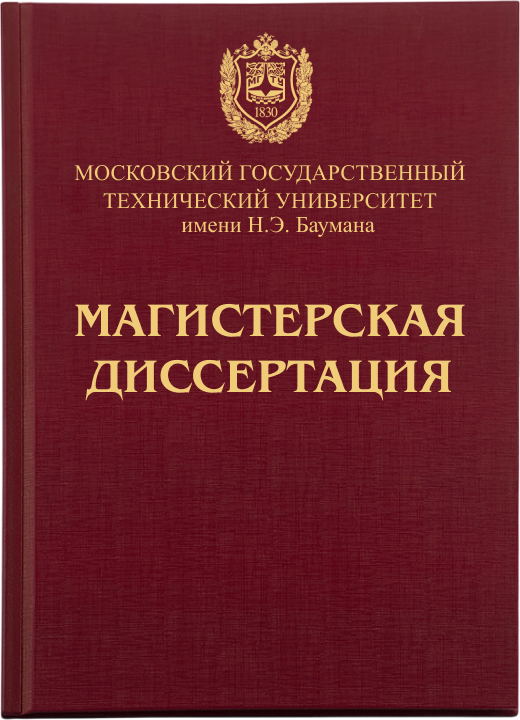 1830
МОСКОВСКИЙ ГОСУДАРСТВЕННЫЙ
ТЕХНИЧЕСКИЙ УНИВЕРСИТЕТ
имени Н.Э. Баумана
МАГИСТЕРСКАЯ
ДИССЕРТАЦИЯ